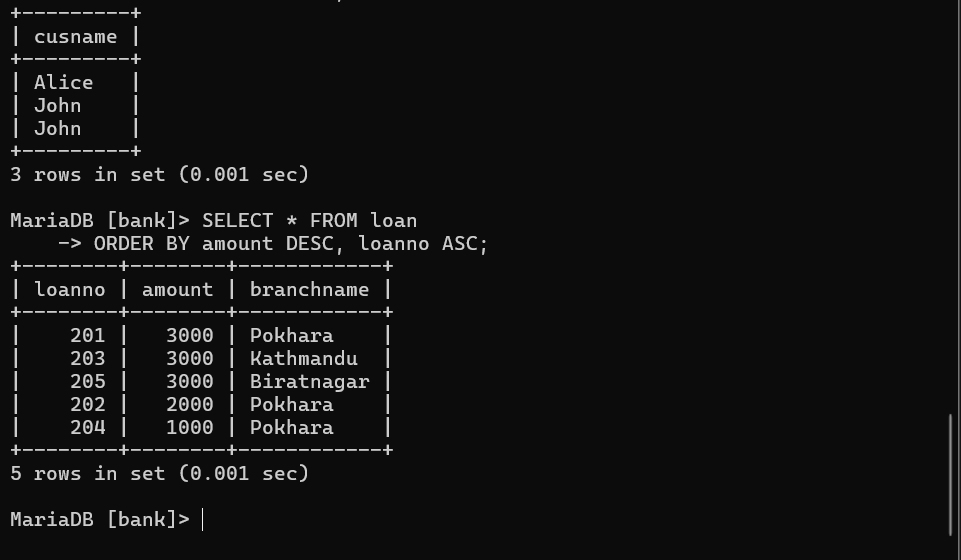 +---------+
| cusname |
+---------+
| Alice   |
| John    |
| John    |
+---------+
3 rows in set (0.001 sec)

MariaDB [bank]> SELECT * FROM loan
    -> ORDER BY amount DESC, loanno ASC;
+--------+--------+------------+
| loanno | amount | branchname |
+--------+--------+------------+
|    201 |   3000 | Pokhara    |
|    203 |   3000 | Kathmandu  |
|    205 |   3000 | Biratnagar |
|    202 |   2000 | Pokhara    |
|    204 |   1000 | Pokhara    |
+--------+--------+------------+
5 rows in set (0.001 sec)

MariaDB [bank]>